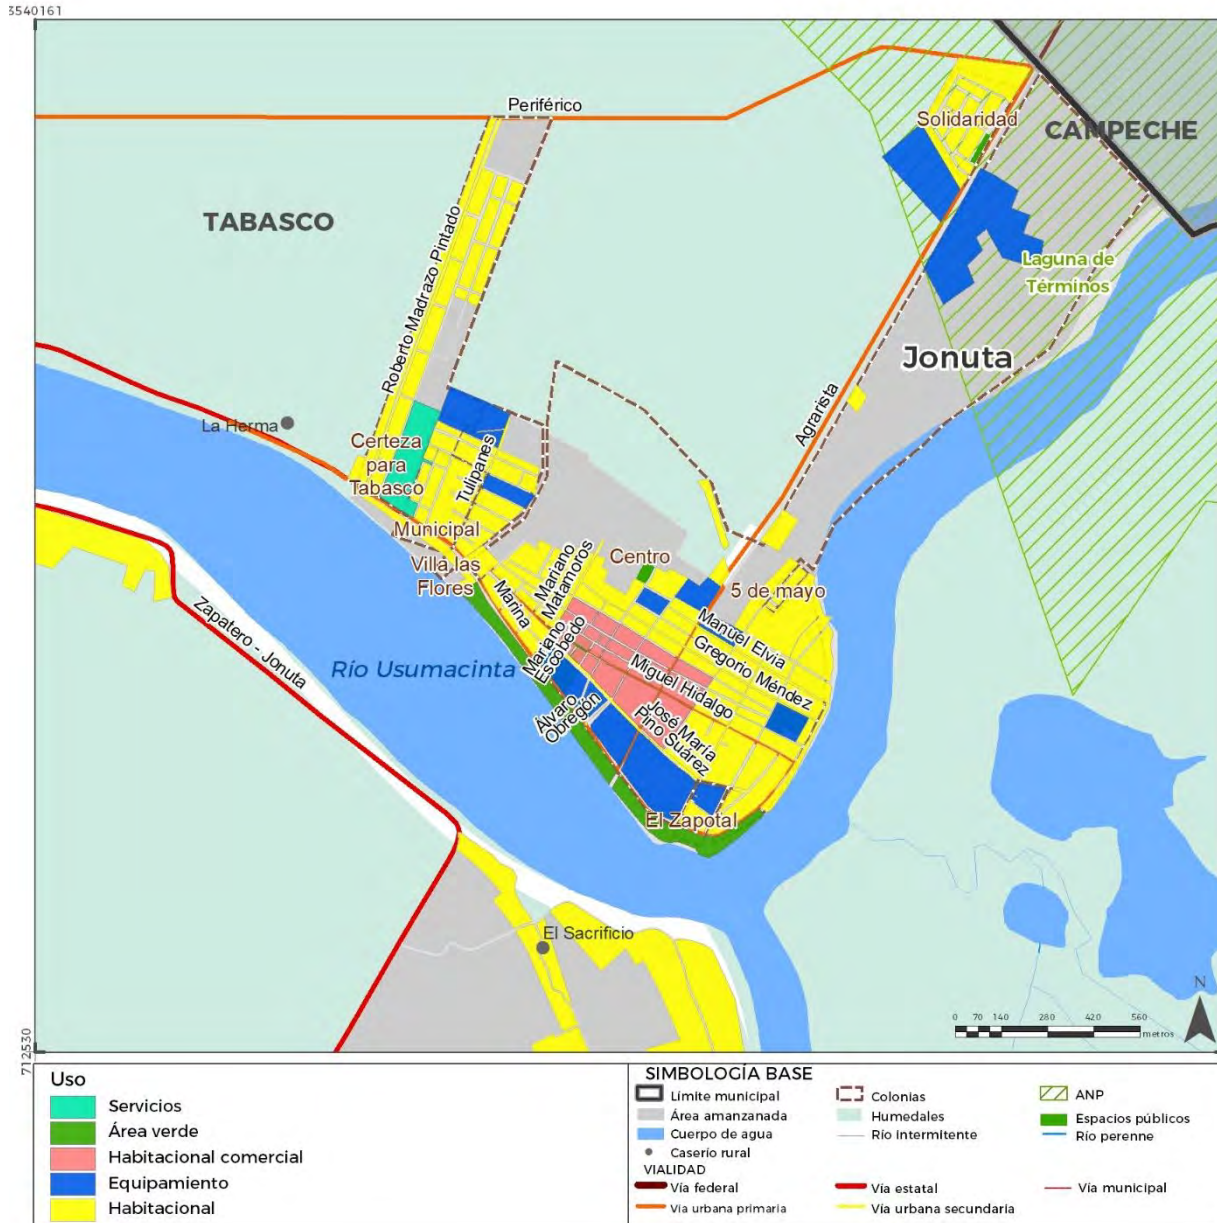 3540161
Periférico
Solidaridad
CAMPECHE
TABASCO
Roberto Madrazo Pintado
Laguna de
Términos
Jonuta
Agrarista
La Herma
Certeza
para
Tabasco
Tulipanes
Municipal
Villa las
Flores
Marina
Mariano
Matamoros
Centro
5 de mayo
Mariano
Escobedo
Manuel Elvia
Gregorio Méndez
Miguel Hidalgo
Zapatero - Jonuta
Río Usumacinta
Álvaro
Obregón
José María
Pino Suárez
El Zapotal
El Sacrificio
N
0 70 140 280 420 560
metros
712530
Uso
Servicios
Área verde
Habitacional comercial
Equipamiento
Habitacional
SIMBOLOGÍA BASE
Límite municipal
Área amanzanada
Cuerpo de agua
Caserío rural
Colonias
Humedales
Río intermitente
ANP
Espacios públicos
Río perenne
VIALIDAD
Vía federal
Vía urbana primaria
Vía estatal
Vía urbana secundaria
Vía municipal